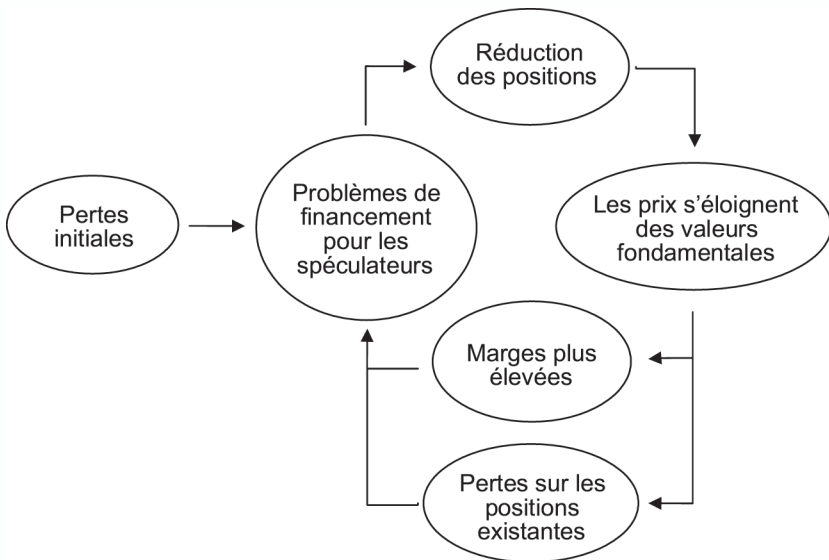 Réduction
des positions
Pertes
initiales
Problèmes de
financement
pour les
spéculateurs
Les prix s’éloignent
des valeurs
fondamentales
Marges plus
élevées
Pertes sur les
positions
existantes